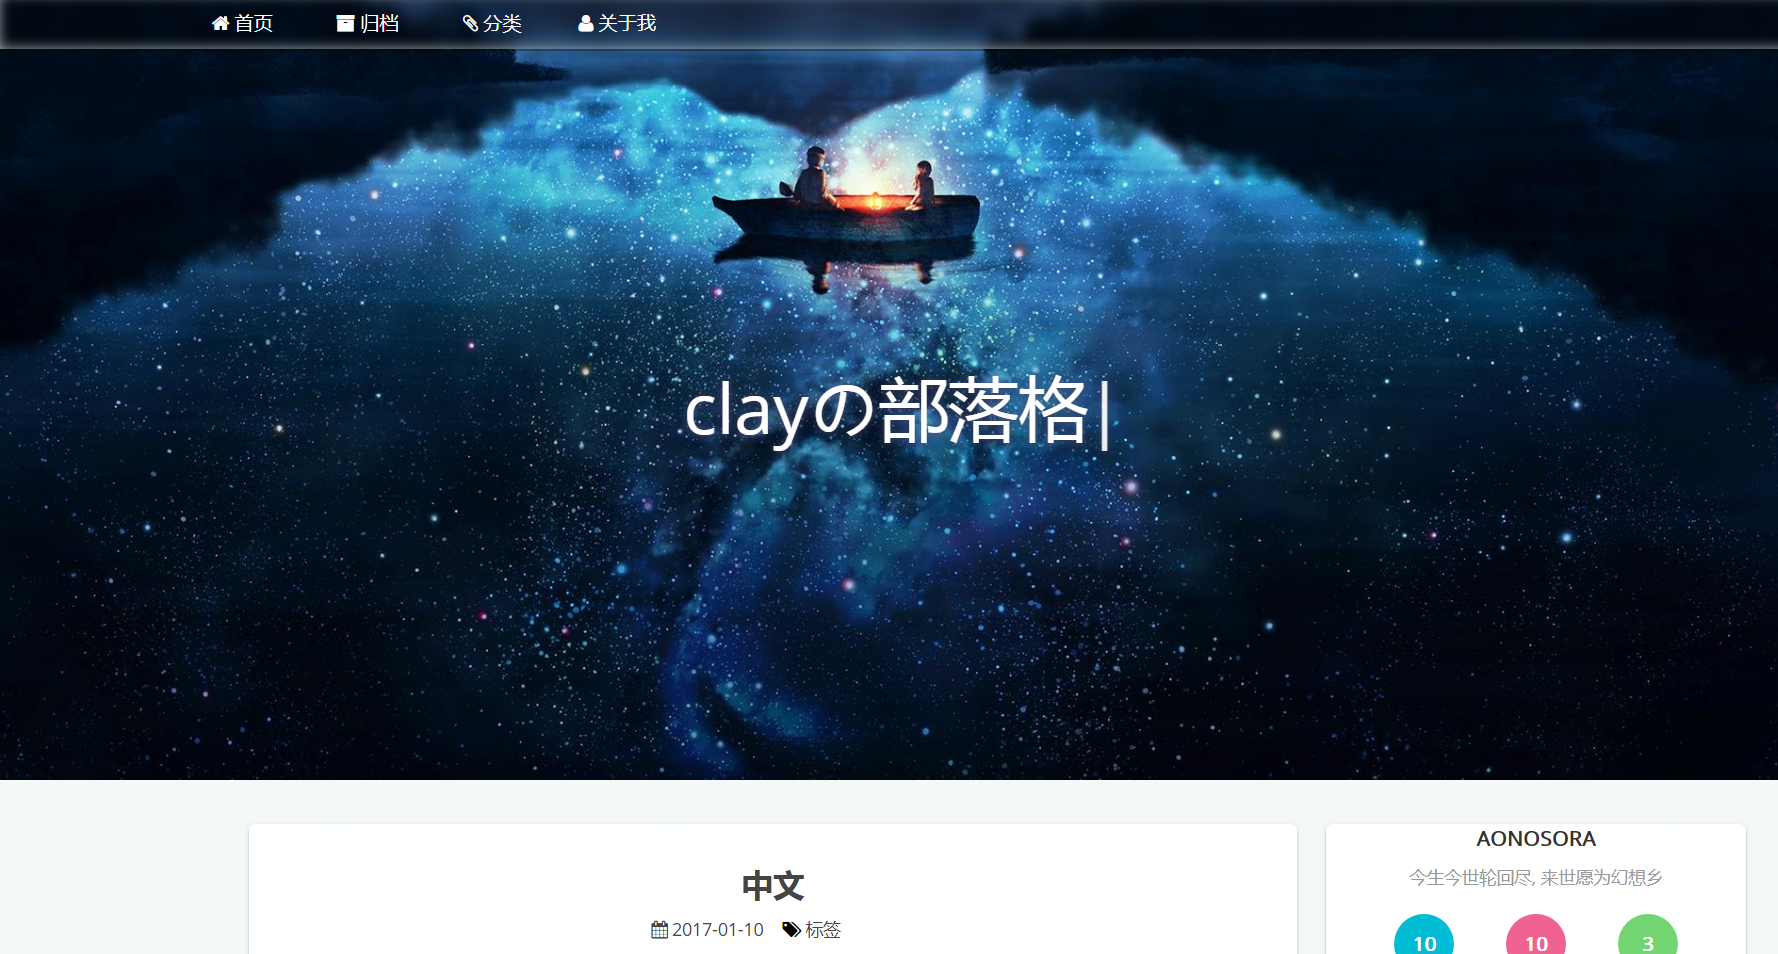 首页 归档 分类 关于我
clayの部落格|
中文
2017-01-10 标签
AONOSORA
今生今世轮回尽, 来世愿为幻想乡
10 10 3